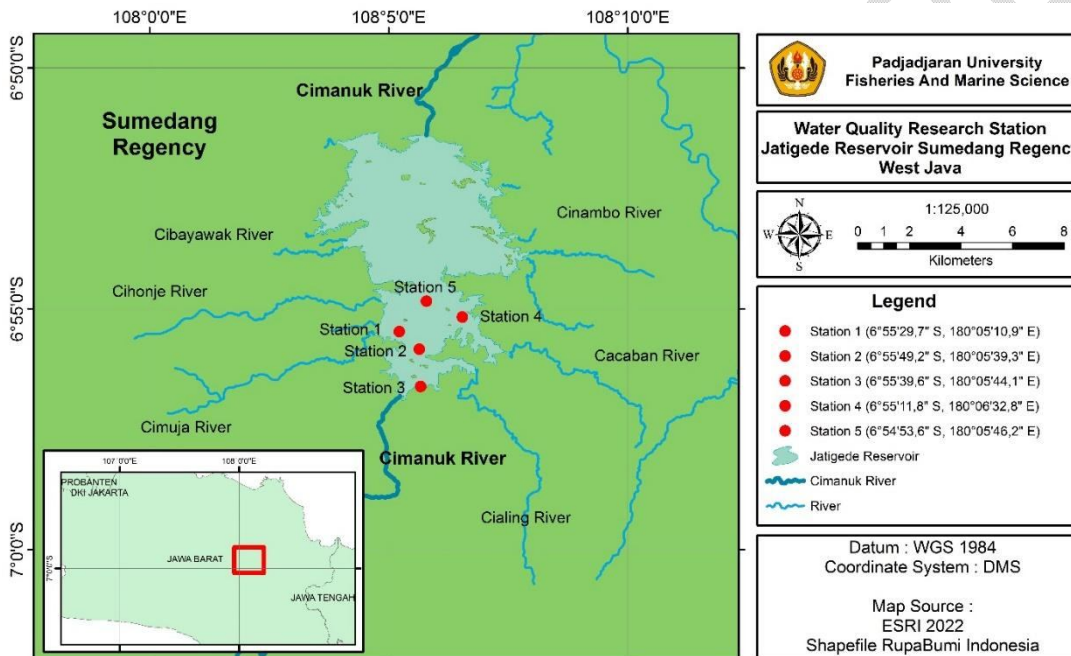 108°0'0"E
108°5'0"E
108°10'0"E
6°50'0"S
6°55'0"S
7°0'0"S
Cimanuk River
Sumedang
Regency
Cinambo River
Cibayawak River
Cihonje River
Station 5
Station 4
Station 1
Station 2
Cacaban River
Station 3
Cimuja River
Cimanuk River
Cialing River
107°0'0"E
108°0'0"E
PROBANTEN
DKI JAKARTA
JAWA BARAT
7°0'0"S
JAWA TENGAH
Padjadjaran University
Fisheries And Marine Science
Water Quality Research Station
Jatigede Reservoir Sumedang Regenc
West Java
N
W
E
S
1:125,000
0 1 2 4 6 8
Kilometers
Legend
Station 1 (6°55'29,7" S, 180°05'10,9" E)
Station 2 (6°55'49,2" S, 180°05'39,3" E)
Station 3 (6°55'39,6" S, 180°05'44,1" E)
Station 4 (6°55'11,8" S, 180°06'32,8" E)
Station 5 (6°54'53,6" S, 180°05'46,2" E)
Jatigede Reservoir
Cimanuk River
River
Datum : WGS 1984
Coordinate System : DMS
Map Source :
ESRI 2022
Shapefile RupaBumi Indonesia